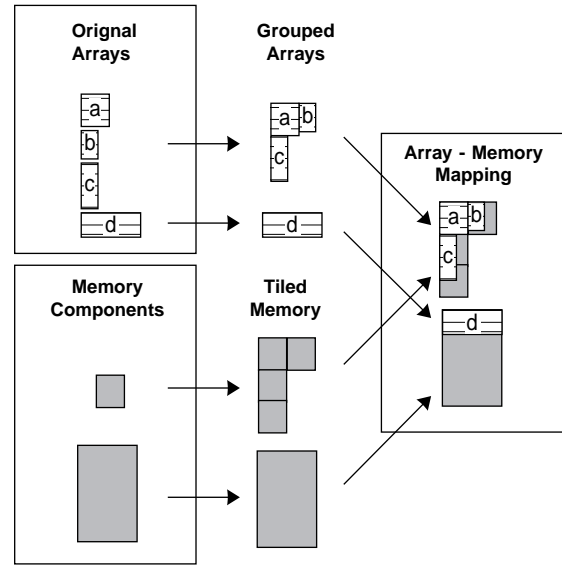 Orignal
Arrays
Grouped
Arrays
a
b
c
d
a
b
c
d
Array - Memory
Mapping
a
b
c
d
Memory
Components
Tiled
Memory